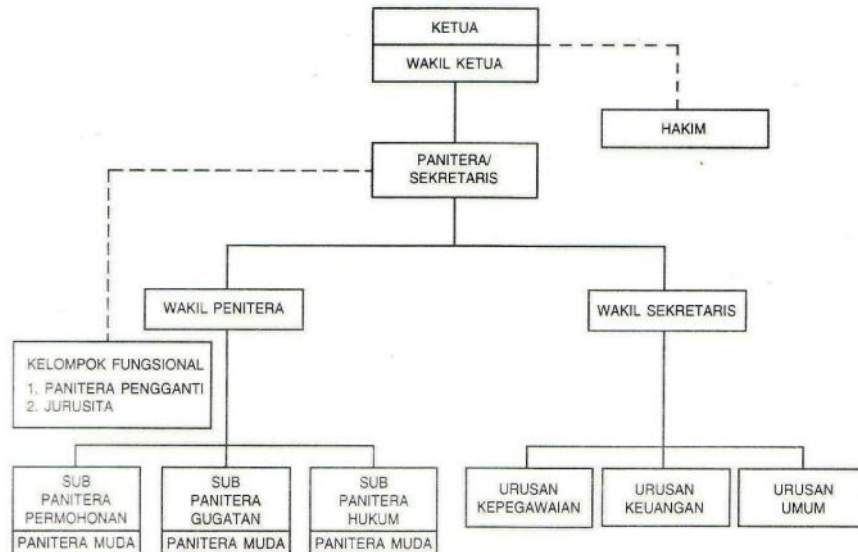 KETUA
WAKIL KETUA
HAKIM
PANITERA/
SEKRETARIS
WAKIL PENITERA
WAKIL SEKRETARIS
KELOMPOK FUNGSIONAL
1. PANITERA PENGGANTI
2. JURUSITA
SUB
PANITERA
PERMOHONAN
PANITERA MUDA
SUB
PANITERA
GUGATAN
PANITERA MUDA
SUB
PANITERA
HUKUM
PANITERA MUDA
URUSAN
KEPEGAWAIAN
URUSAN
KEUANGAN
URUSAN
UMUM